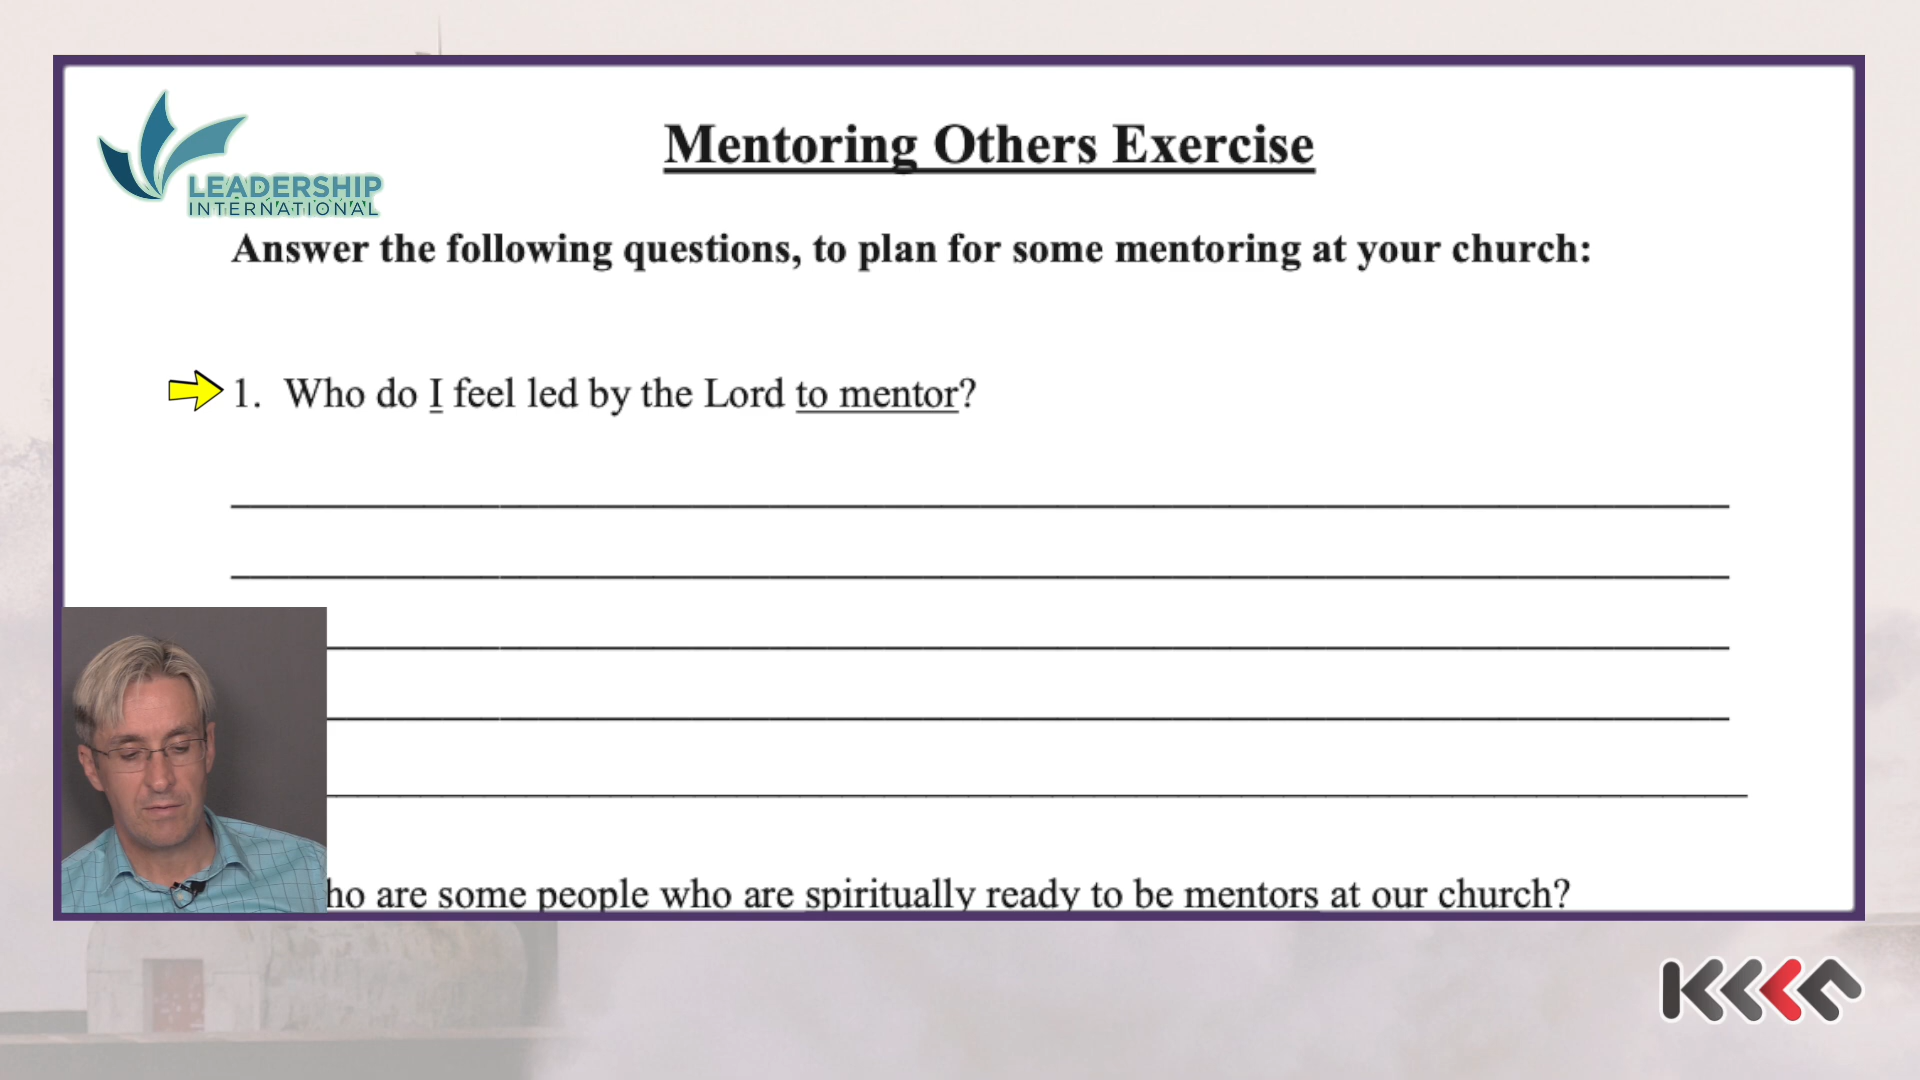 LEADERSHIP
INTERNATIONAL
Mentoring Others Exercise
Answer the following questions, to plan for some mentoring at your church:
1. Who do I feel led by the Lord to mentor?
are some people who are spiritually ready to be mentors at our church?